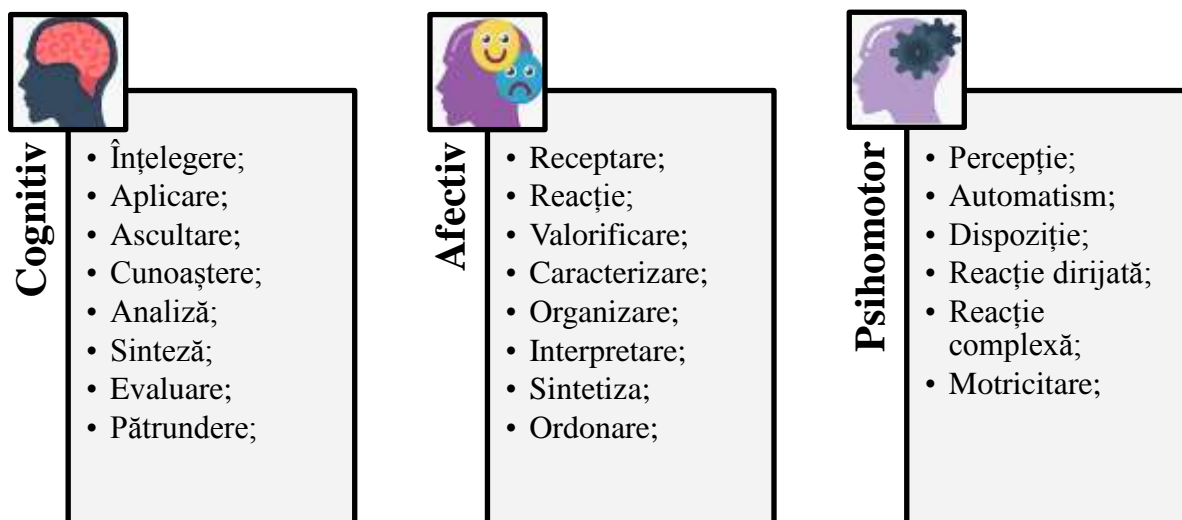 Cognitiv
• Înțelegere;
• Aplicare;
• Ascultare;
• Cunoaștere;
• Analiză;
• Sinteză;
• Evaluare;
• Pătrundere;
Afectiv
• Receptare;
• Reacție;
• Valorificare;
• Caracterizare;
• Organizare;
• Interpretare;
• Sintetiza;
• Ordonare;
Psihomotor
• Percepție;
• Automatism;
• Dispoziție;
• Reacție dirijată;
• Reacție
complexă;
• Motricitare;